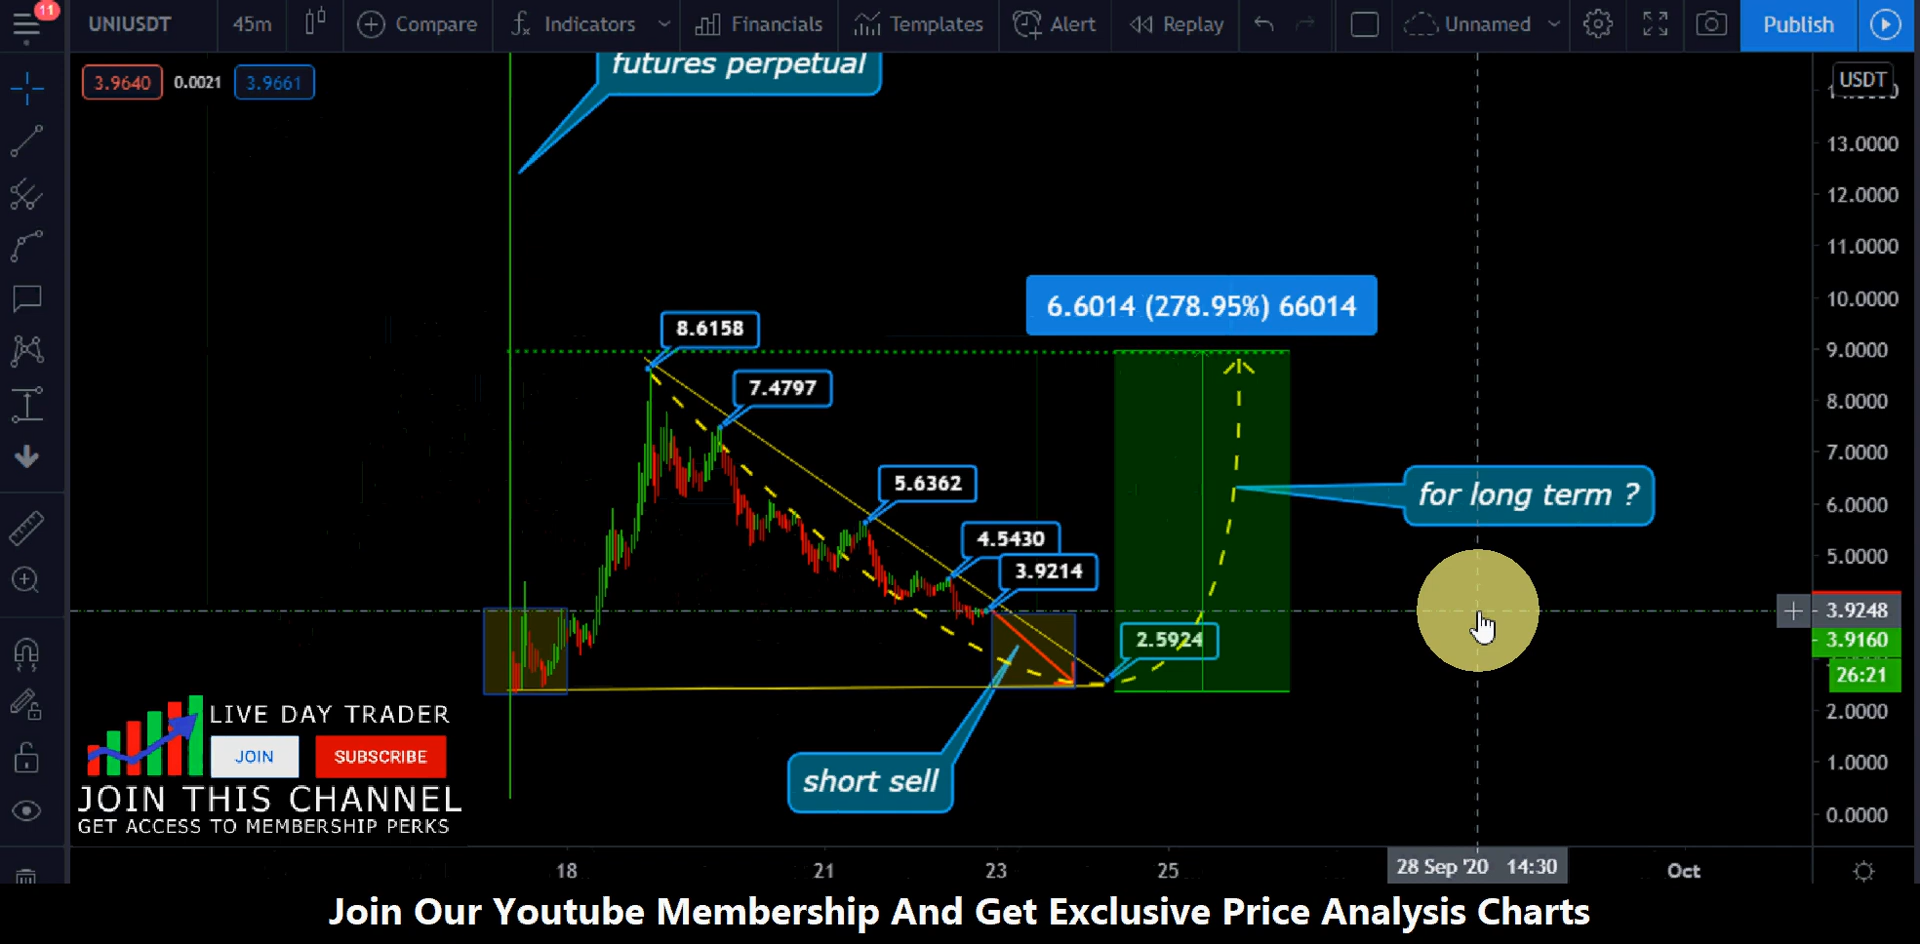 11
UNIUSDT 45m Compare Indicators Financials Templates Alert Replay Unnamed Publish
futures perpetual
3.9640 0.0021 3.9661
USDT
13.0000
12.0000
11.0000
10.0000
9.0000
8.0000
7.0000
6.0000
5.0000
3.9248
3.9160
26:21
2.0000
1.0000
0.0000
6.6014 (278.95%) 66014
8.6158
7.4797
5.6362
4.5430
3.9214
2.5924
for long term ?
short sell
LIVE DAY TRADER
JOIN SUBSCRIBE
JOIN THIS CHANNEL
GET ACCESS TO MEMBERSHIP PERKS
18 21 23 25 28 Sep '20 14:30 Oct
Join Our Youtube Membership And Get Exclusive Price Analysis Charts